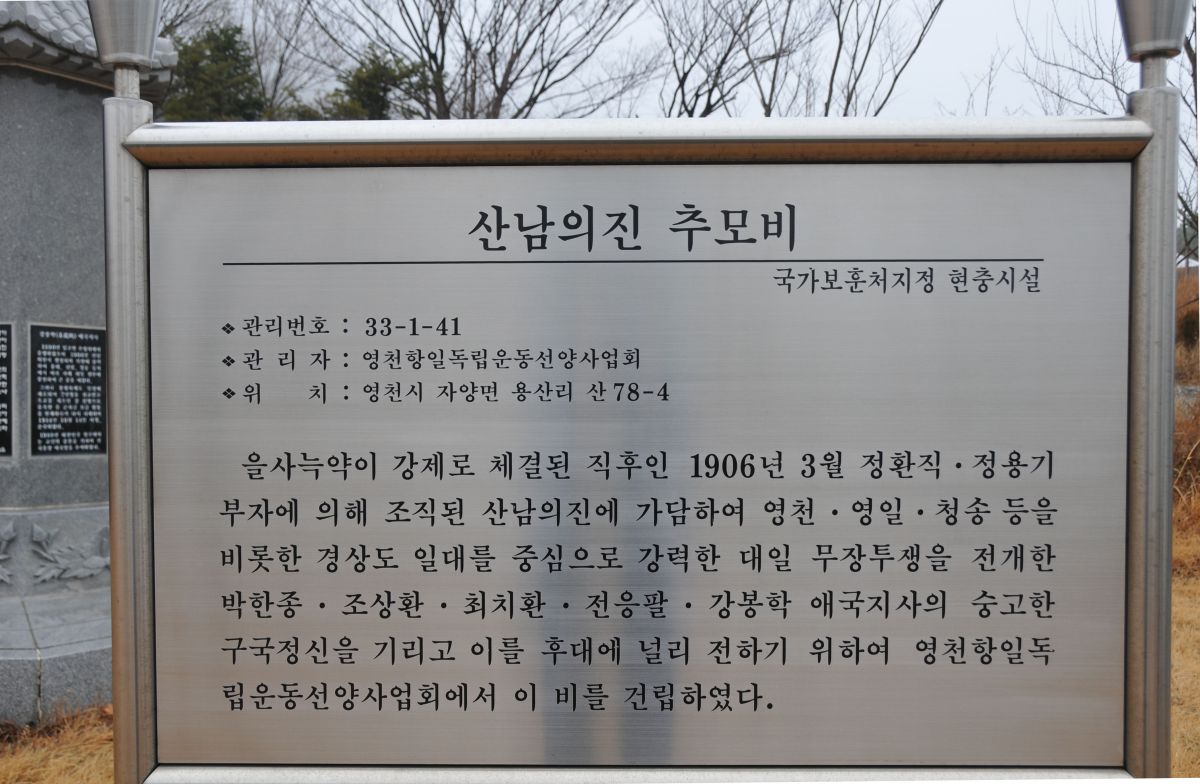 산남의진 추모비
국가보훈처지정 현충시설
❖ 관리번호 : 33-1-41
❖ 관 리 자 : 영천항일독립운동선양사업회
❖ 위 치 : 영천시 자양면 용산리 산 78-4
을사늑약이 강제로 체결된 직후인 1906년 3월 정환직·정용기
부자에 의해 조직된 산남의진에 가담하여 영천·영일·청송 등을
비롯한 경상도 일대를 중심으로 강력한 대일 무장투쟁을 전개한
박한종·조상환·최치환·전응팔·강봉학 애국지사의 숭고한
구국정신을 기리고 이를 후대에 널리 전하기 위하여 영천항일독
립운동선양사업회에서 이 비를 건립하였다.